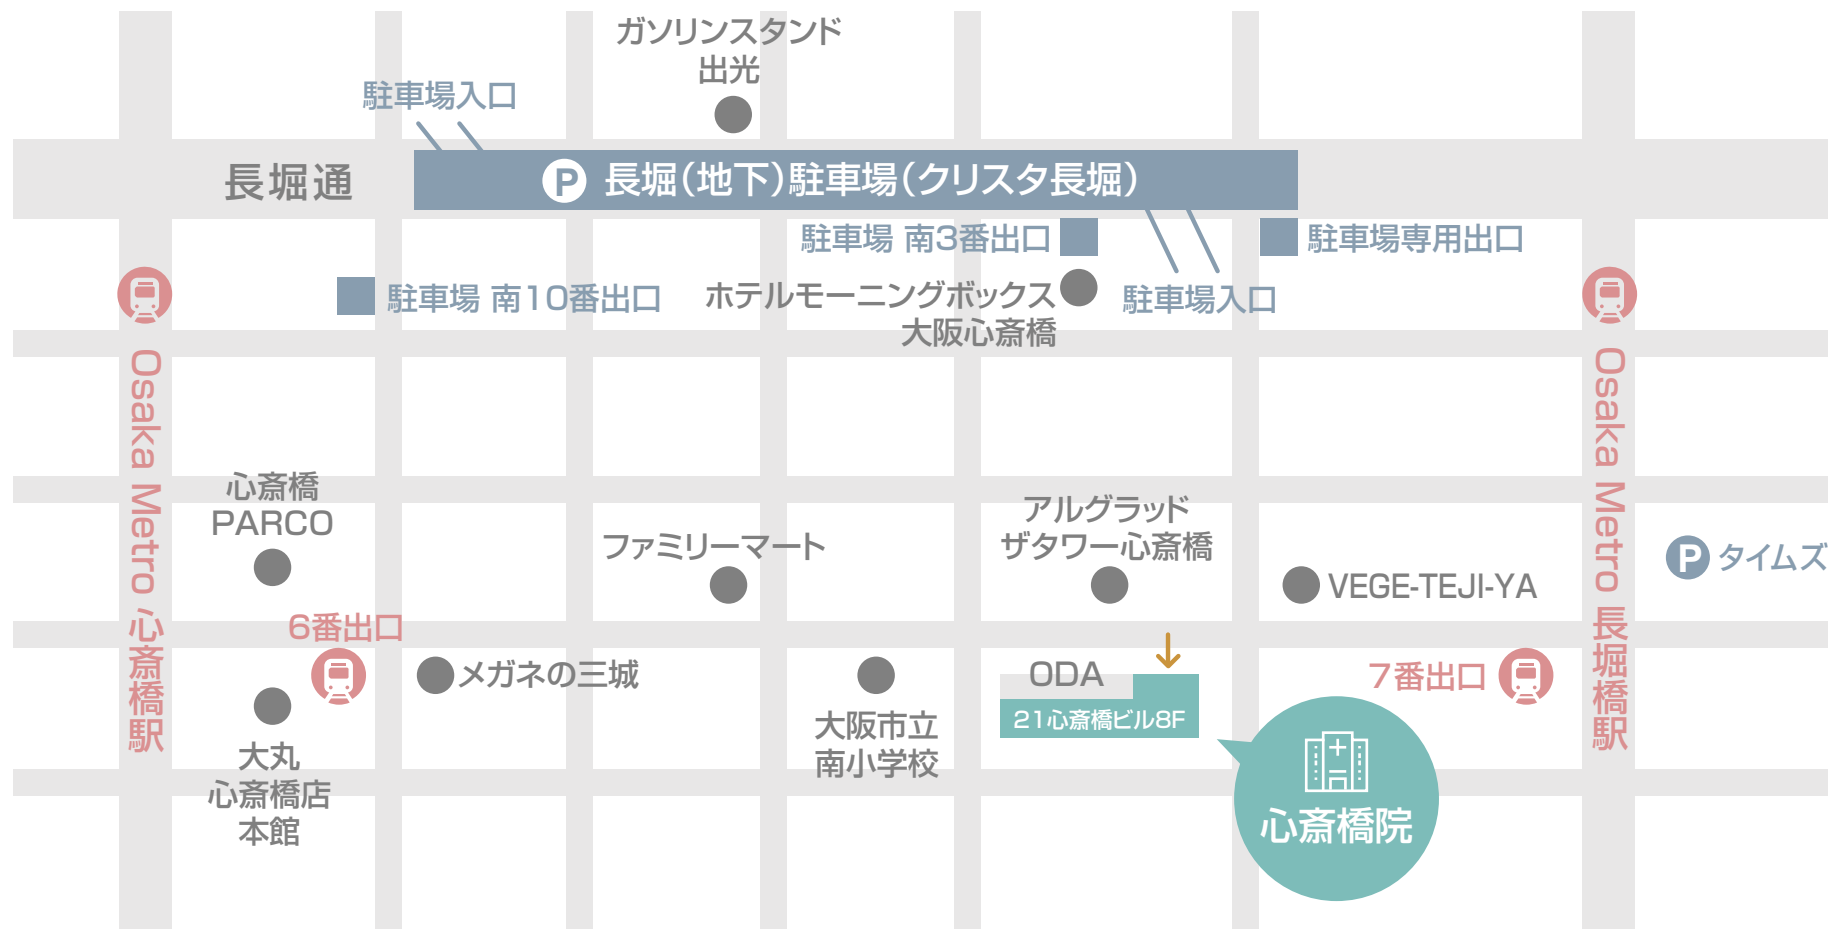 ガソリンスタンド
出光
駐車場入口
長堀通
P 長堀(地下)駐車場(クリスタ長堀)
駐車場 南3番出口
駐車場専用出口
駐車場 南10番出口
ホテルモーニングボックス
大阪心斎橋
駐車場入口
Osaka Metro 心斎橋駅
Osaka Metro 長堀橋駅
心斎橋
PARCO
ファミリーマート
アルグラッド
ザタワー心斎橋
VEGE-TEJI-YA
P タイムズ
6番出口
メガネの三城
大阪市立
南小学校
ODA
21心斎橋ビル8F
7番出口
大丸
心斎橋店
本館
心斎橋院